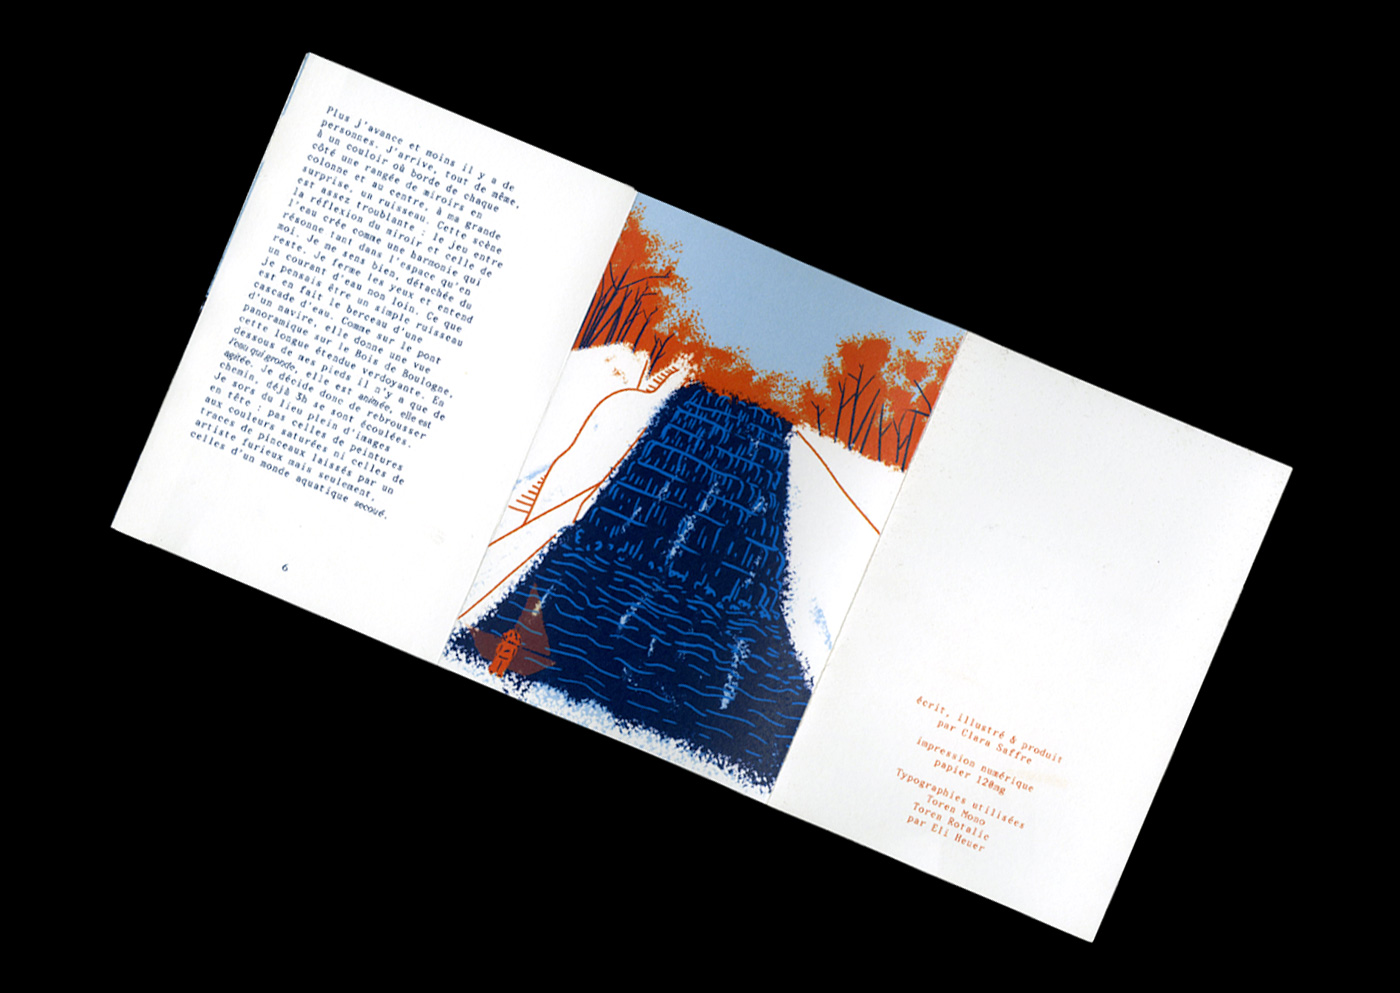 Plus j'avance et moins il y a de
personnes. J'arrive, tout de même,
à un couloir où borde de chaque
côté une rangée de miroirs en
colonne et au centre, à ma grande
surprise, un ruisseau. Cette scène
est assez troublante : le jeu entre
la réflexion du miroir et celle de
l'eau crée comme une harmonie qui
résonne tant dans l'espace qu'en
moi. Je me sens bien, détachée du
reste. Je ferme les yeux et entend
un courant d'eau non loin. Ce que
je pensais être un simple ruisseau
est en fait le berceau d'une
cascade d'eau. Comme sur le pont
d'un navire, elle donne une vue
panoramique sur le Bois de Boulogne,
cette longue étendue verdoyante. En
dessous de mes pieds il n'y a que de
l'eau qui gronde, elle est animée, elle est
agitée. Je décide donc de rebrousser
chemin, déjà 3h se sont écoulées.
Je sors du lieu plein d'images
en tête : pas celles de peintures
aux couleurs saturées ni celles de
traces de pinceaux laissés par un
artiste furieux mais seulement,
celles d'un monde aquatique secoué.
6
écrit, illustré & produit
par Clara Saffre
impression numérique
papier 120mg
Typographies utilisées
Toren Mono
Toren Rotalic
par Eli Heuer